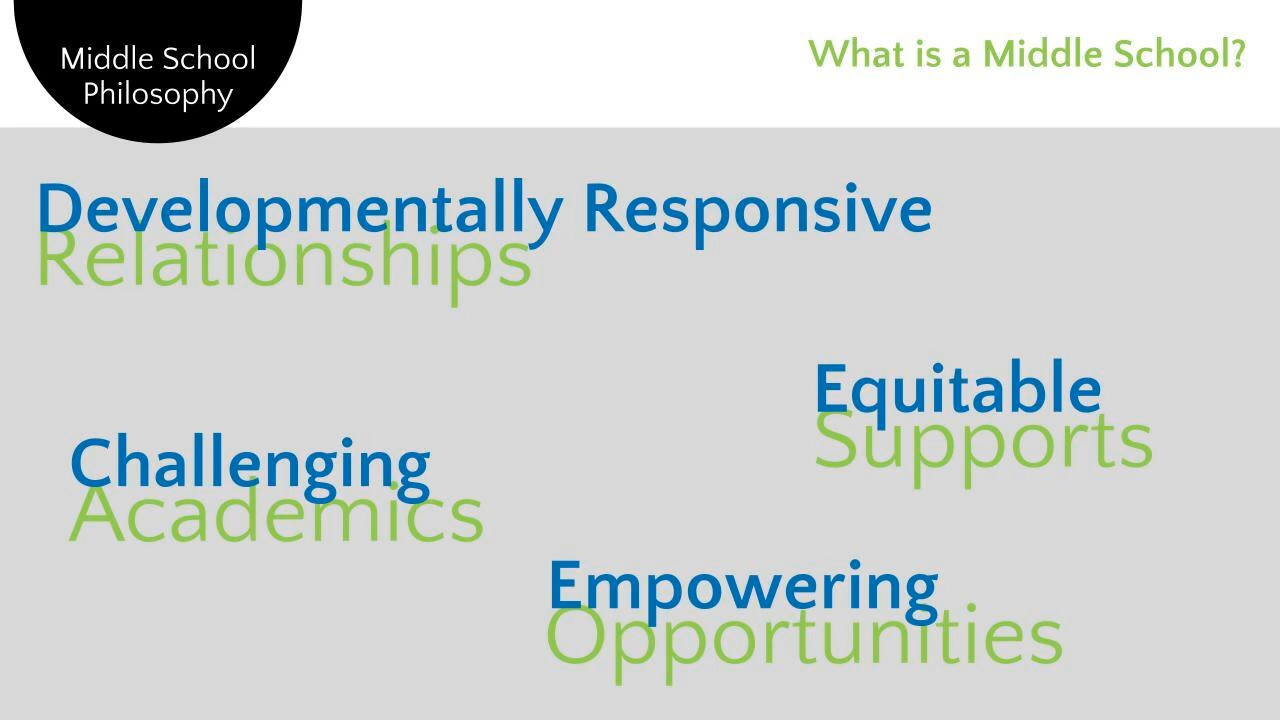 Middle School
Philosophy
What is a Middle School?
Developmentally Responsive
Relationships
Equitable
Supports
Challenging
Academics
Empowering
Opportunities